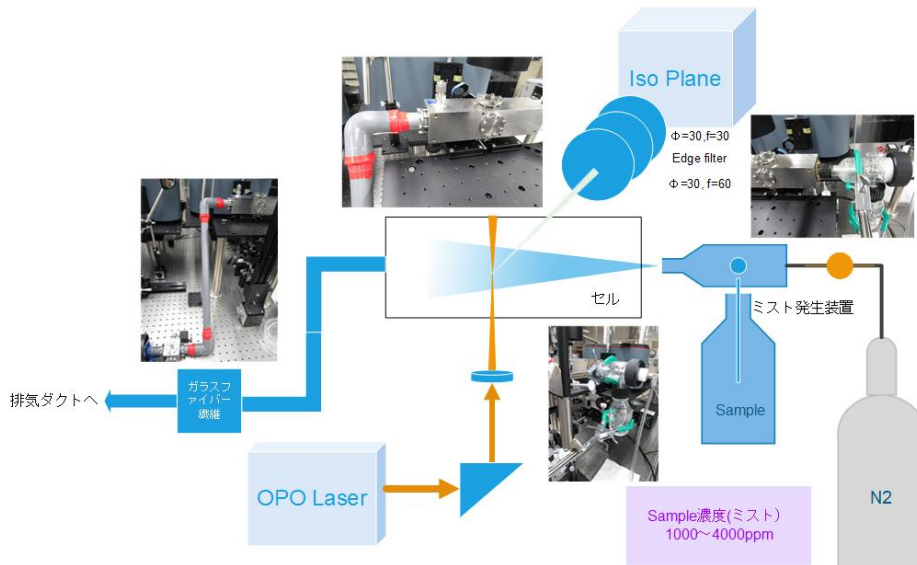 Iso Plane
Φ=30,f=30
Edge filter
Φ=30, f=60
セル
ミスト発生装置
排気ダクトへ
ガラスフ
ァイバー
繊維
Sample
OPO Laser
N2
Sample濃度(ミスト）
1000～4000ppm